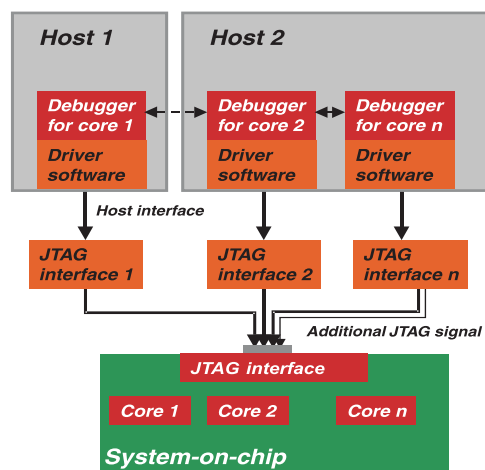 Host 1
Host 2
Debugger
for core 1
Debugger
for core 2
Debugger
for core n
Driver
software
Driver
software
Driver
software
Host interface
JTAG
interface 1
JTAG
interface 2
JTAG
interface n
Additional JTAG signal
JTAG interface
Core 1
Core 2
Core n
System-on-chip